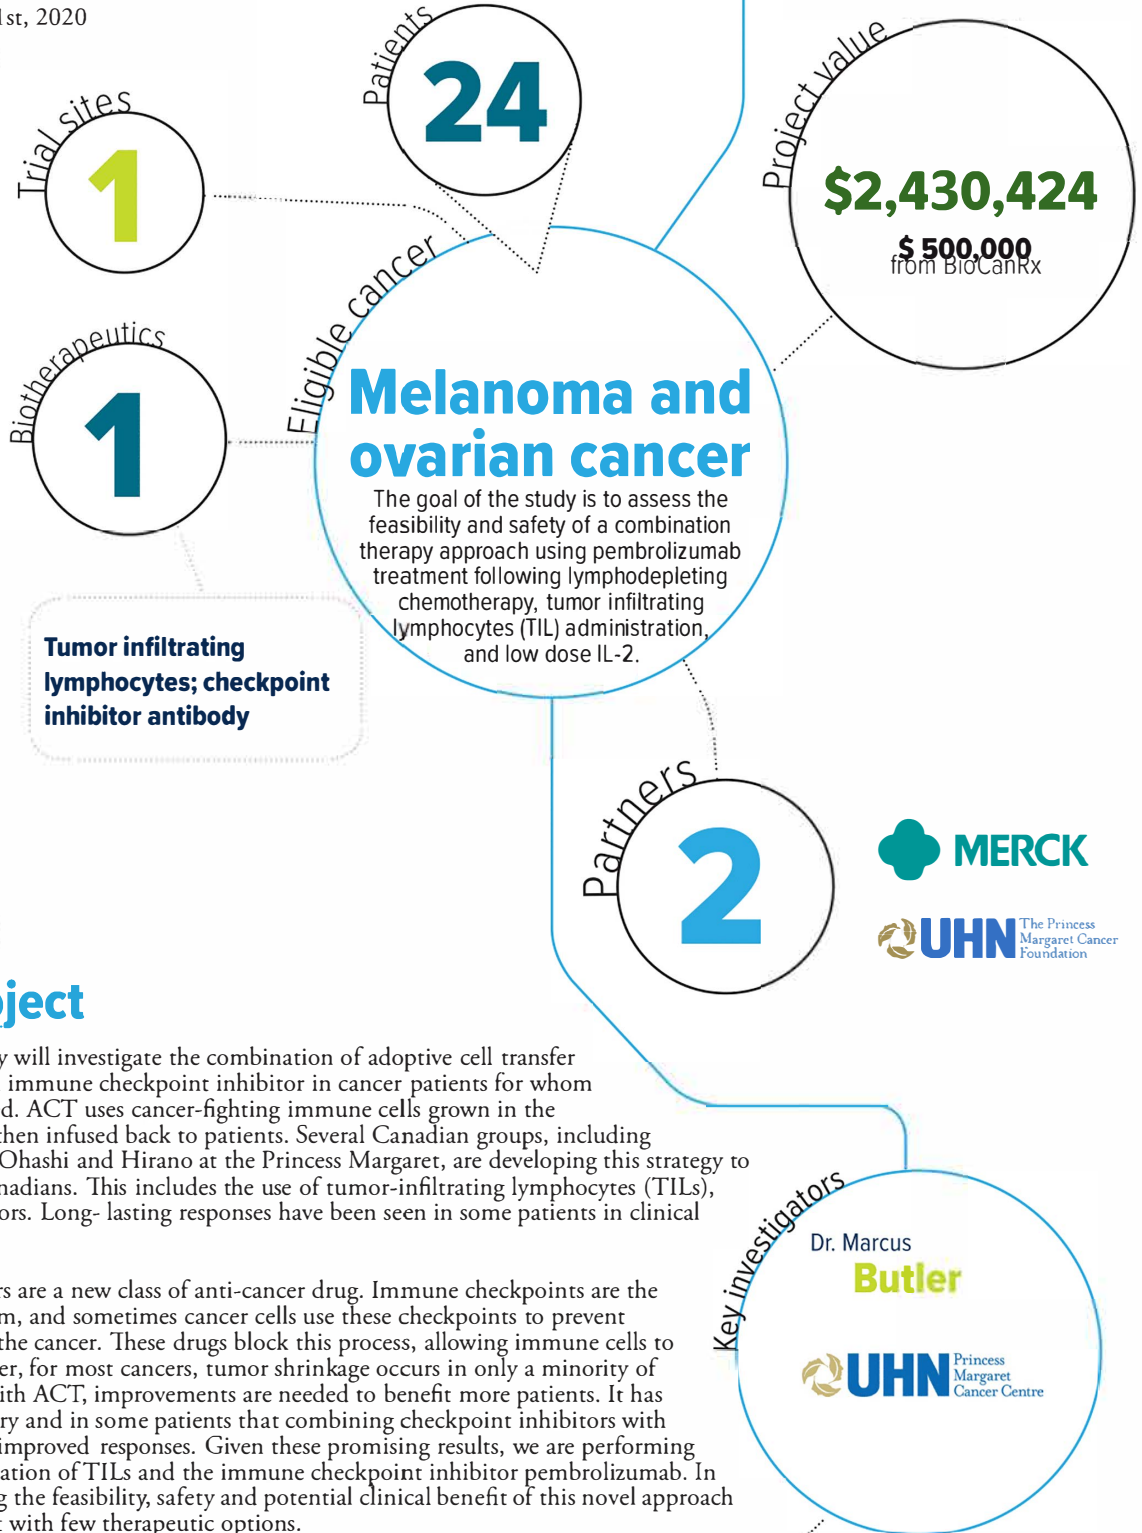 1st, 2020
Patients
24
Trial sites
1
Project value
$2,430,424
$ 500,000
from BioCanRx
Biotherapeutics
1
Eligible cancer
Melanoma and
ovarian cancer
The goal of the study is to assess the
feasibility and safety of a combination
therapy approach using pembrolizumab
treatment following lymphodepleting
chemotherapy, tumor infiltrating
lymphocytes (TIL) administration,
and low dose IL-2.
Tumor infiltrating
lymphocytes; checkpoint
inhibitor antibody
Partners
2
MERCK
UHN The Princess
Margaret Cancer
Foundation
ject
will investigate the combination of adoptive cell transfer
immune checkpoint inhibitor in cancer patients for whom
d. ACT uses cancer-fighting immune cells grown in the
then infused back to patients. Several Canadian groups, including
Ohashi and Hirano at the Princess Margaret, are developing this strategy to
nadians. This includes the use of tumor-infiltrating lymphocytes (TILs),
ors. Long- lasting responses have been seen in some patients in clinical
rs are a new class of anti-cancer drug. Immune checkpoints are the
m, and sometimes cancer cells use these checkpoints to prevent
the cancer. These drugs block this process, allowing immune cells to
er, for most cancers, tumor shrinkage occurs in only a minority of
ith ACT, improvements are needed to benefit more patients. It has
ry and in some patients that combining checkpoint inhibitors with
improved responses. Given these promising results, we are performing
ation of TILs and the immune checkpoint inhibitor pembrolizumab. In
g the feasibility, safety and potential clinical benefit of this novel approach
t with few therapeutic options.
Key investigators
Dr. Marcus
Butler
UHN Princess
Margaret
Cancer Centre